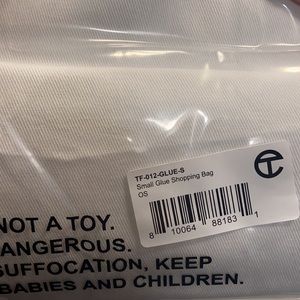 TF-012-GLUE-S
Small Glue Shopping Bag
OS
8 10064 88183 1
NOT A TOY.
DANGEROUS.
SUFFOCATION, KEEP
BABIES AND CHILDREN.